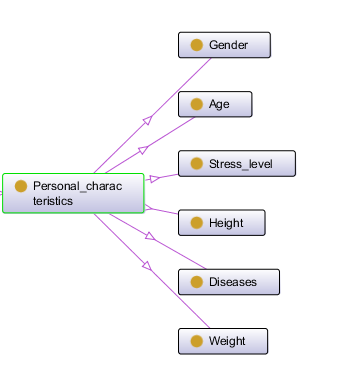 Gender
Age
Stress_level
Personal_charac
teristics
Height
Diseases
Weight